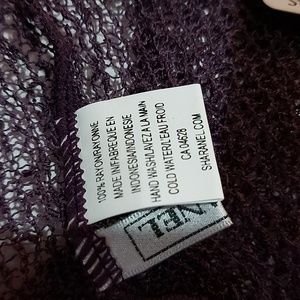 100% RAYON/RAYONNE
MADE IN/FABRIQUE EN
INDONESIA/INDONESIE
HAND WASH/LAVEZ A LA MAIN
COLD WATER/L'EAU FROID
CA 04628
SHARANEL.COM